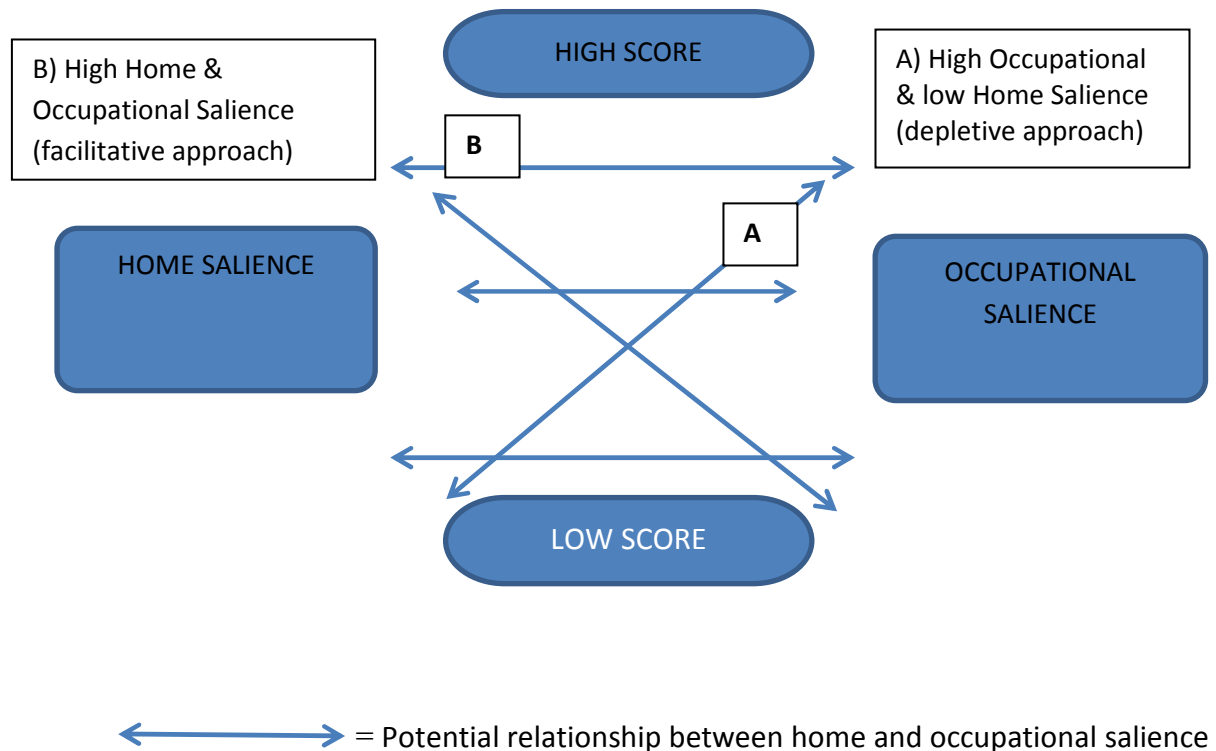 HIGH SCORE
B) High Home &
Occupational Salience
(facilitative approach)
A) High Occupational
& low Home Salience
(depletive approach)
B
A
HOME SALIENCE
OCCUPATIONAL
SALIENCE
LOW SCORE
= Potential relationship between home and occupational salience